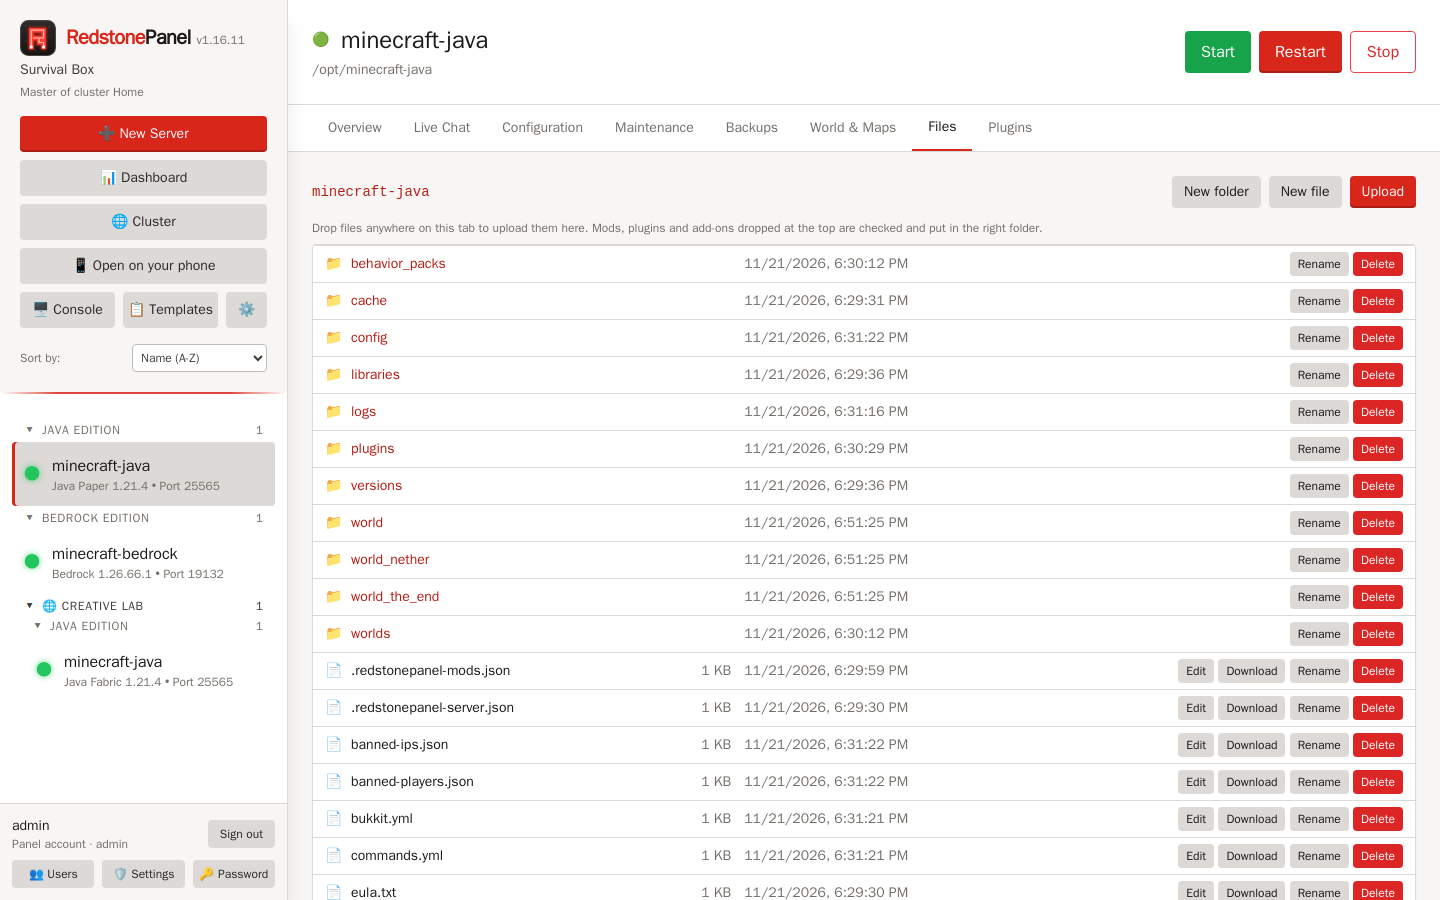 RedstonePanel v1.16.11
Survival Box
Master of cluster Home
New Server
Dashboard
Cluster
Open on your phone
Console
Templates
Sort by:
Name (A-Z)
JAVA EDITION 1
minecraft-java
Java Paper 1.21.4 • Port 25565
BEDROCK EDITION 1
minecraft-bedrock
Bedrock 1.26.66.1 • Port 19132
CREATIVE LAB 1
JAVA EDITION 1
minecraft-java
Java Fabric 1.21.4 • Port 25565
admin
Panel account · admin
Sign out
Users
Settings
Password
minecraft-java
/opt/minecraft-java
Start
Restart
Stop
Overview
Live Chat
Configuration
Maintenance
Backups
World & Maps
Files
Plugins
minecraft-java
New folder
New file
Upload
Drop files anywhere on this tab to upload them here. Mods, plugins and add-ons dropped at the top are checked and put in the right folder.
behavior_packs 11/21/2026, 6:30:12 PM Rename Delete
cache 11/21/2026, 6:29:31 PM Rename Delete
config 11/21/2026, 6:31:22 PM Rename Delete
libraries 11/21/2026, 6:29:36 PM Rename Delete
logs 11/21/2026, 6:31:16 PM Rename Delete
plugins 11/21/2026, 6:30:29 PM Rename Delete
versions 11/21/2026, 6:29:36 PM Rename Delete
world 11/21/2026, 6:51:25 PM Rename Delete
world_nether 11/21/2026, 6:51:25 PM Rename Delete
world_the_end 11/21/2026, 6:51:25 PM Rename Delete
worlds 11/21/2026, 6:30:12 PM Rename Delete
.redstonepanel-mods.json 1 KB 11/21/2026, 6:29:59 PM Edit Download Rename Delete
.redstonepanel-server.json 1 KB 11/21/2026, 6:29:30 PM Edit Download Rename Delete
banned-ips.json 1 KB 11/21/2026, 6:31:22 PM Edit Download Rename Delete
banned-players.json 1 KB 11/21/2026, 6:31:22 PM Edit Download Rename Delete
bukkit.yml 1 KB 11/21/2026, 6:31:21 PM Edit Download Rename Delete
commands.yml 1 KB 11/21/2026, 6:31:21 PM Edit Download Rename Delete
eula.txt 1 KB 11/21/2026, 6:29:30 PM Edit Download Rename Delete